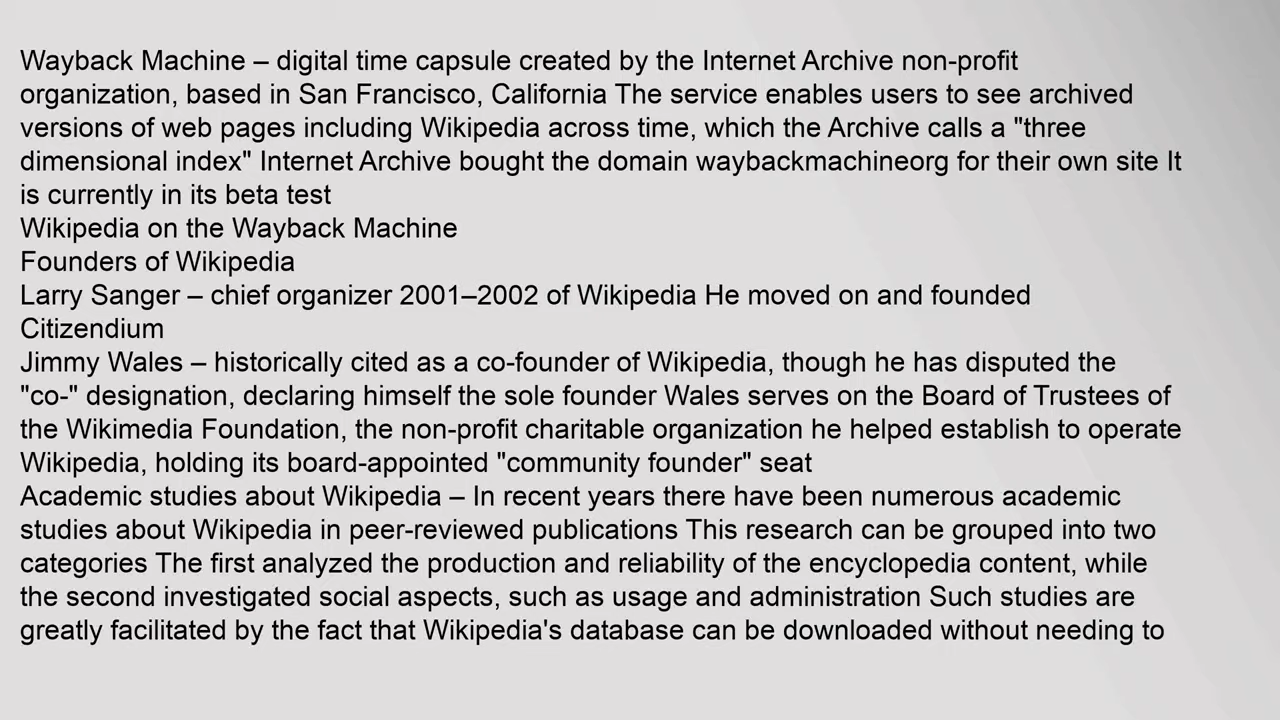 Wayback Machine – digital time capsule created by the Internet Archive non-profit
organization, based in San Francisco, California The service enables users to see archived
versions of web pages including Wikipedia across time, which the Archive calls a "three
dimensional index" Internet Archive bought the domain waybackmachineorg for their own site It
is currently in its beta test
Wikipedia on the Wayback Machine
Founders of Wikipedia
Larry Sanger – chief organizer 2001–2002 of Wikipedia He moved on and founded
Citizendium
Jimmy Wales – historically cited as a co-founder of Wikipedia, though he has disputed the
"co-" designation, declaring himself the sole founder Wales serves on the Board of Trustees of
the Wikimedia Foundation, the non-profit charitable organization he helped establish to operate
Wikipedia, holding its board-appointed "community founder" seat
Academic studies about Wikipedia – In recent years there have been numerous academic
studies about Wikipedia in peer-reviewed publications This research can be grouped into two
categories The first analyzed the production and reliability of the encyclopedia content, while
the second investigated social aspects, such as usage and administration Such studies are
greatly facilitated by the fact that Wikipedia's database can be downloaded without needing to